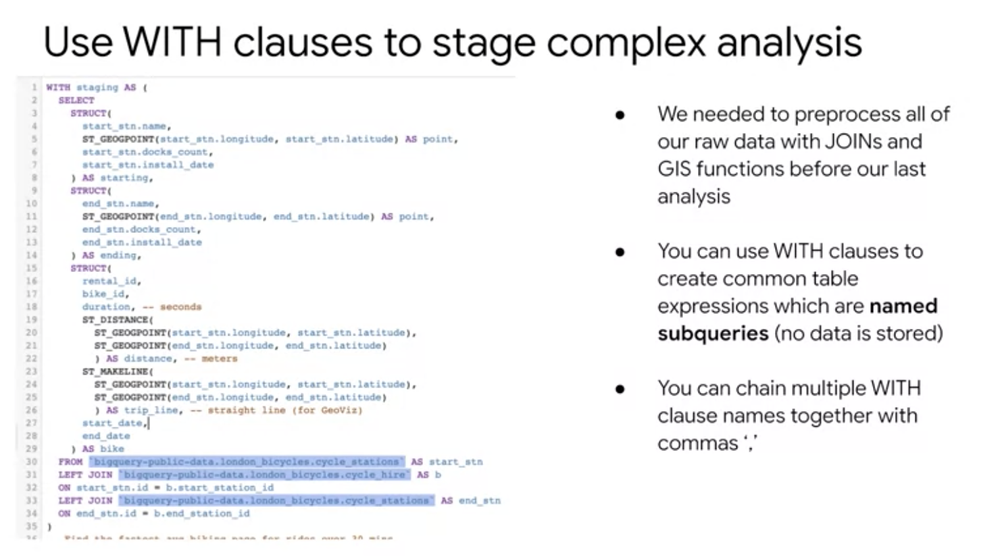 Use WITH clauses to stage complex analysis
1 WITH staging AS (
2 SELECT
3 STRUCT(
4 start_stn.name,
5 ST_GEOGPOINT(start_stn.longitude, start_stn.latitude) AS point,
6 start_stn.docks_count,
7 start_stn.install_date
8 ) AS starting,
9 STRUCT(
10 end_stn.name,
11 ST_GEOGPOINT(end_stn.longitude, end_stn.latitude) AS point,
12 end_stn.docks_count,
13 end_stn.install_date
14 ) AS ending,
15 STRUCT(
16 rental_id,
17 bike_id,
18 duration, -- seconds
19 ST_DISTANCE(
20 ST_GEOGPOINT(start_stn.longitude, start_stn.latitude),
21 ST_GEOGPOINT(end_stn.longitude, end_stn.latitude)
22 ) AS distance, -- meters
23 ST_MAKELINE(
24 ST_GEOGPOINT(start_stn.longitude, start_stn.latitude),
25 ST_GEOGPOINT(end_stn.longitude, end_stn.latitude)
26 ) AS trip_line, -- straight line (for GeoViz)
27 start_date,
28 end_date
29 ) AS bike
30 FROM `bigquery-public-data.london_bicycles.cycle_stations` AS start_stn
31 LEFT JOIN `bigquery-public-data.london_bicycles.cycle_hire` AS b
32 ON start_stn.id = b.start_station_id
33 LEFT JOIN `bigquery-public-data.london_bicycles.cycle_stations` AS end_stn
34 ON end_stn.id = b.end_station_id
35 )
● We needed to preprocess all of
our raw data with JOINs and
GIS functions before our last
analysis
● You can use WITH clauses to
create common table
expressions which are named
subqueries (no data is stored)
● You can chain multiple WITH
clause names together with
commas ‘,’